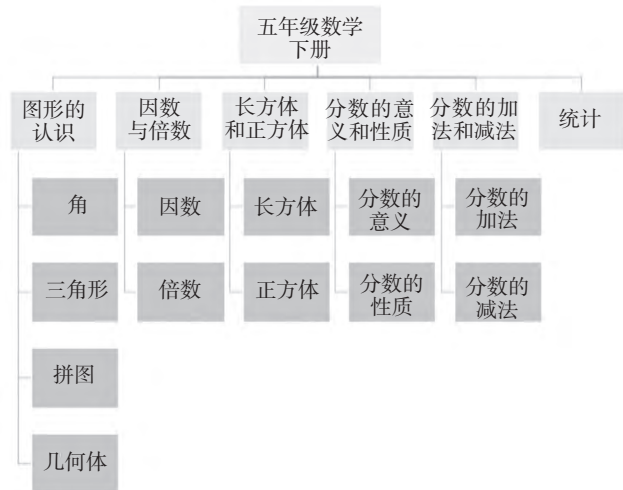 五年级数学
下册
图形的
认识
因数
与倍数
长方体
和正方体
分数的意
义和性质
分数的加
法和减法
统计
角
因数
长方体
分数的
意义
分数的
加法
三角形
倍数
正方体
分数的
性质
分数的
减法
拼图
几何体